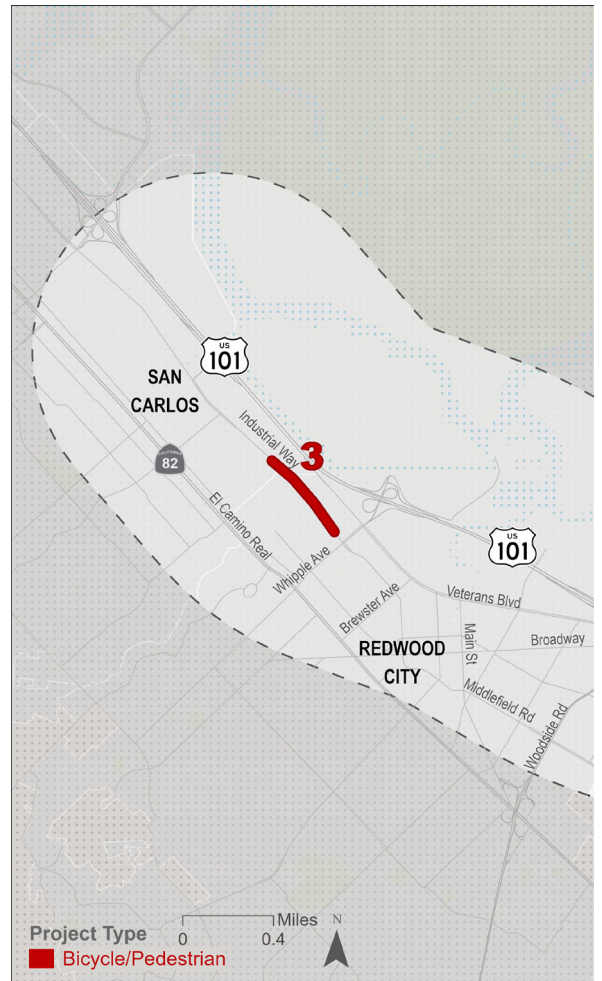 US
101
SAN
CARLOS
Industrial Way
3
CALIFORNIA
82
El Camino Real
US
101
Whipple Ave
Brewster Ave
Veterans Blvd
Main St
Broadway
REDWOOD
CITY
Middlefield Rd
Woodside Rd
Miles
N
0
0.4
Project Type
Bicycle/Pedestrian